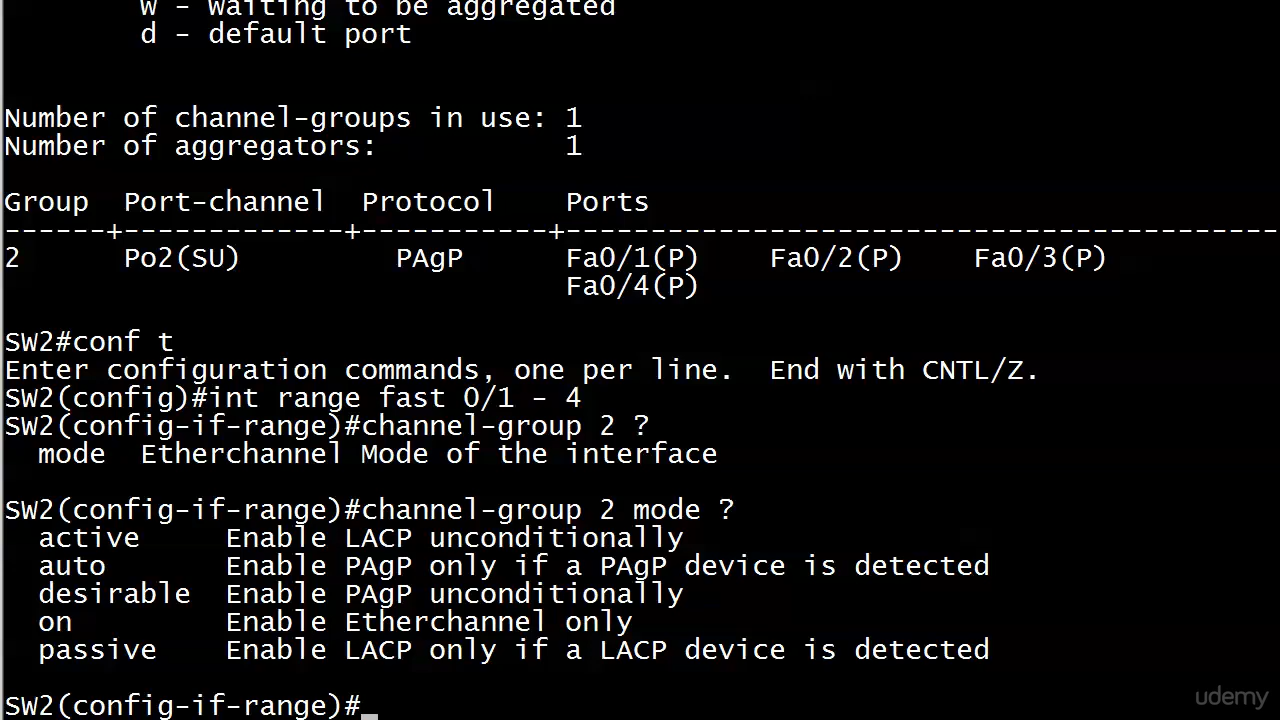 w - waiting to be aggregated
d - default port
Number of channel-groups in use: 1
Number of aggregators:           1
Group  Port-channel  Protocol    Ports
------+-------------+-----------+-------------------------------------------
2      Po2(SU)         PAgP      Fa0/1(P)    Fa0/2(P)    Fa0/3(P)
                                 Fa0/4(P)
SW2#conf t
Enter configuration commands, one per line.  End with CNTL/Z.
SW2(config)#int range fast 0/1 - 4
SW2(config-if-range)#channel-group 2 ?
  mode  Etherchannel Mode of the interface
SW2(config-if-range)#channel-group 2 mode ?
  active     Enable LACP unconditionally
  auto       Enable PAgP only if a PAgP device is detected
  desirable  Enable PAgP unconditionally
  on         Enable Etherchannel only
  passive    Enable LACP only if a LACP device is detected
SW2(config-if-range)#
udemy